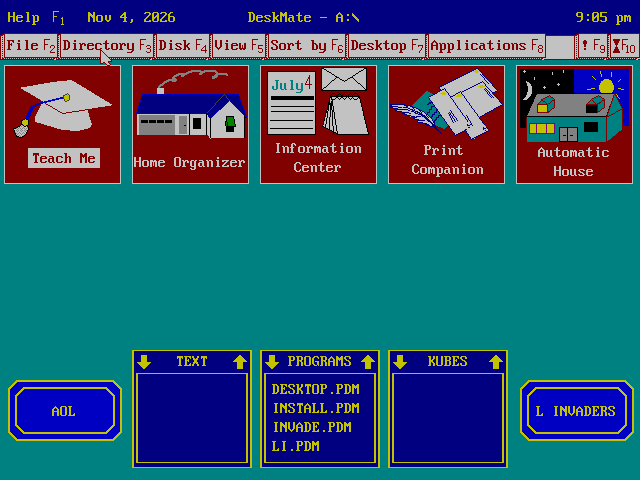 Help F1 Nov 4, 2026 DeskMate - A:\ 9:05 pm
File F2 Directory F3 Disk F4 View F5 Sort by F6 Desktop F7 Applications F8 ! F9 F10
July 4
Teach Me
Home Organizer
Information
Center
Print
Companion
Automatic
House
TEXT PROGRAMS KUBES
DESKTOP.PDM
INSTALL.PDM
INVADE.PDM
LI.PDM
AOL
L INVADERS